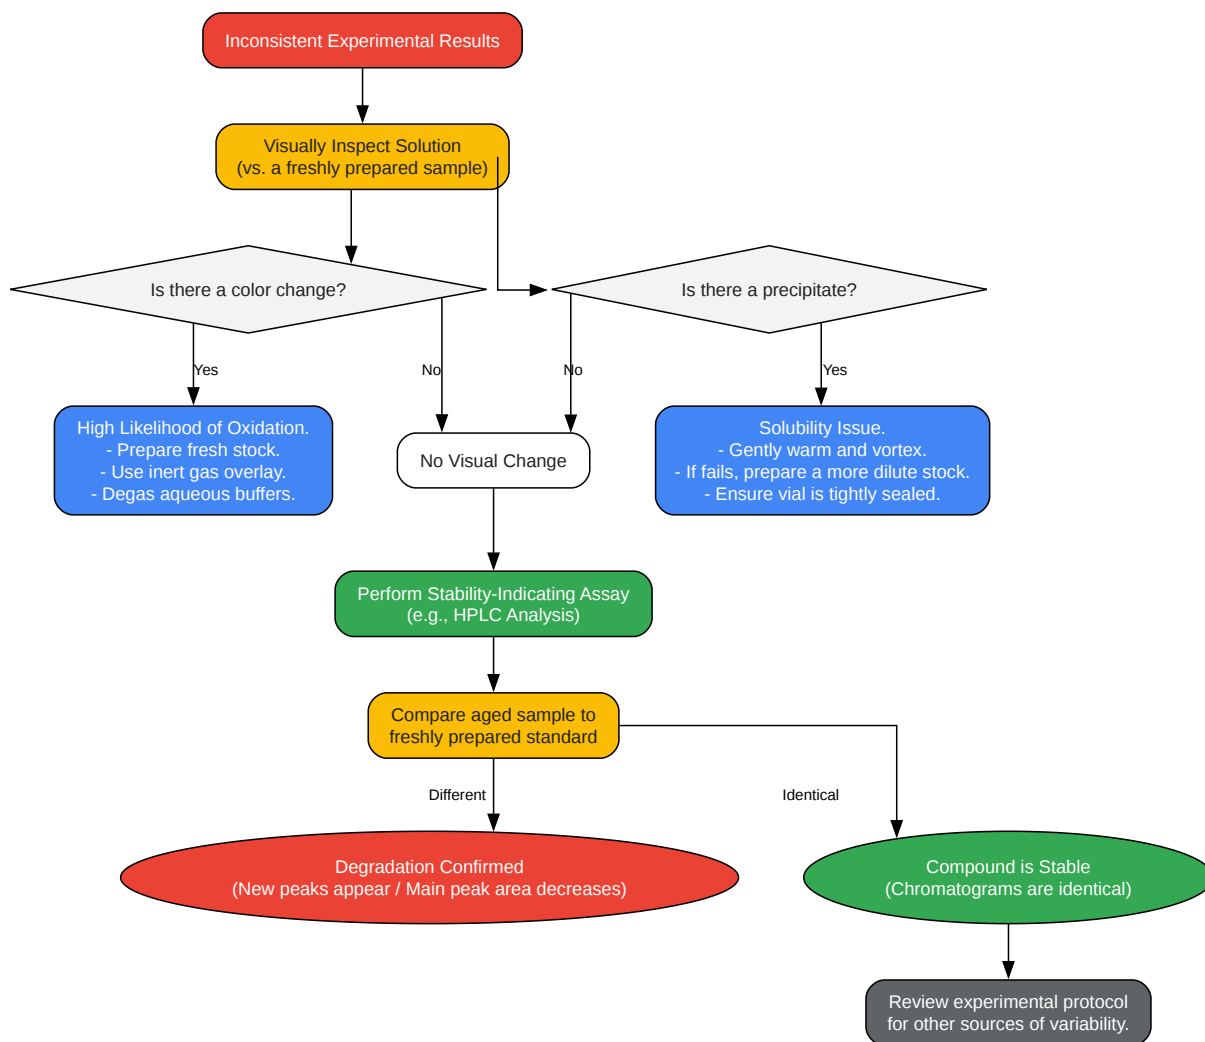 Inconsistent Experimental Results
Visually Inspect Solution
(vs. a freshly prepared sample)
Is there a color change?
Is there a precipitate?
Yes
No
No
Yes
High Likelihood of Oxidation.
- Prepare fresh stock.
- Use inert gas overlay.
- Degas aqueous buffers.
No Visual Change
Solubility Issue.
- Gently warm and vortex.
- If fails, prepare a more dilute stock.
- Ensure vial is tightly sealed.
Perform Stability-Indicating Assay
(e.g., HPLC Analysis)
Compare aged sample to
freshly prepared standard
Different
Identical
Degradation Confirmed
(New peaks appear / Main peak area decreases)
Compound is Stable
(Chromatograms are identical)
Review experimental protocol
for other sources of variability.